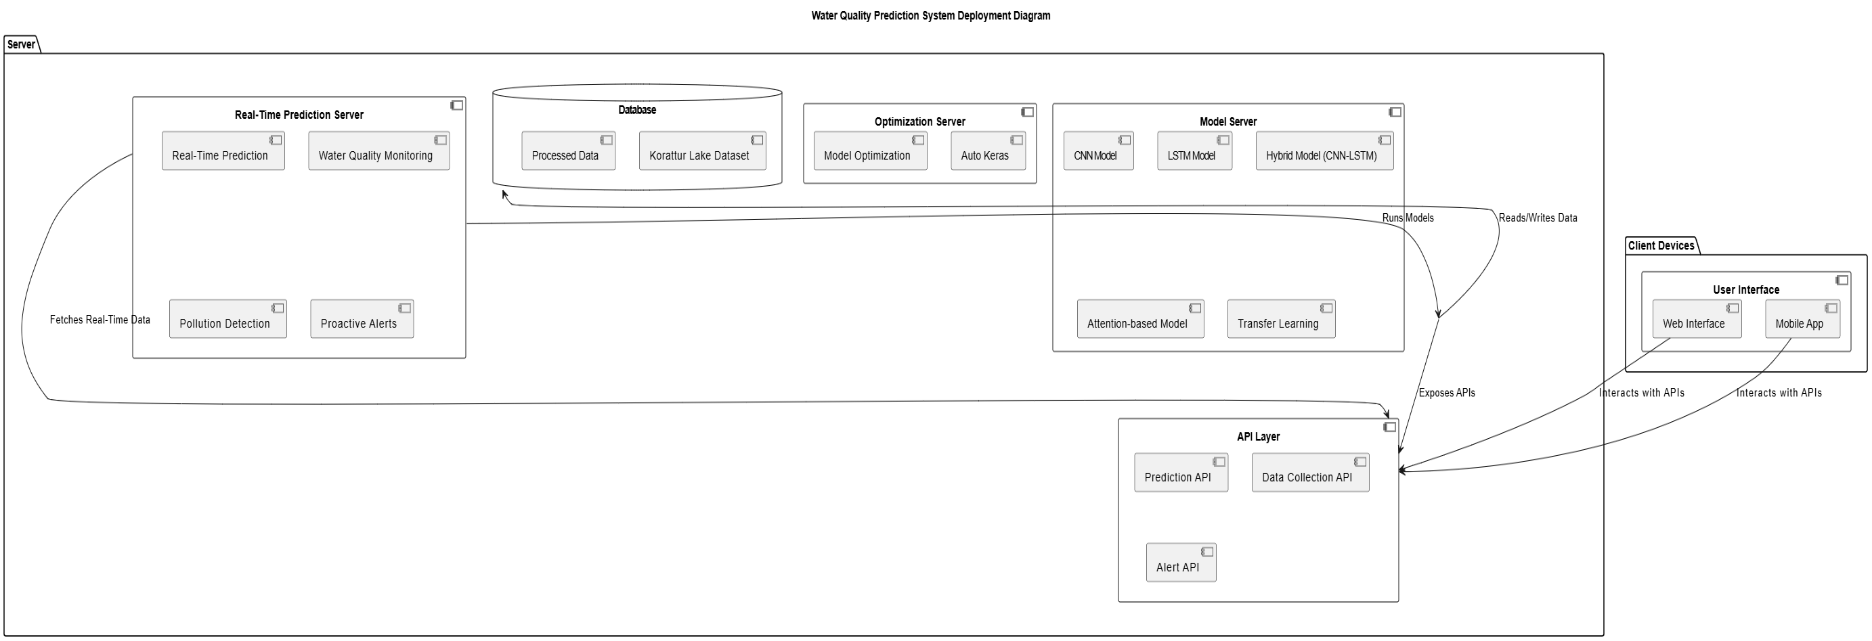 Water Quality Prediction System Deployment Diagram
Server
Real-Time Prediction Server
Real-Time Prediction
Water Quality Monitoring
Pollution Detection
Proactive Alerts
Database
Processed Data
Korattur Lake Dataset
Optimization Server
Model Optimization
Auto Keras
Model Server
CNN Model
LSTM Model
Hybrid Model (CNN-LSTM)
Attention-based Model
Transfer Learning
Runs Models
Reads/Writes Data
Fetches Real-Time Data
Exposes APIs
Client Devices
User Interface
Web Interface
Mobile App
Interacts with APIs
Interacts with APIs
API Layer
Prediction API
Data Collection API
Alert API